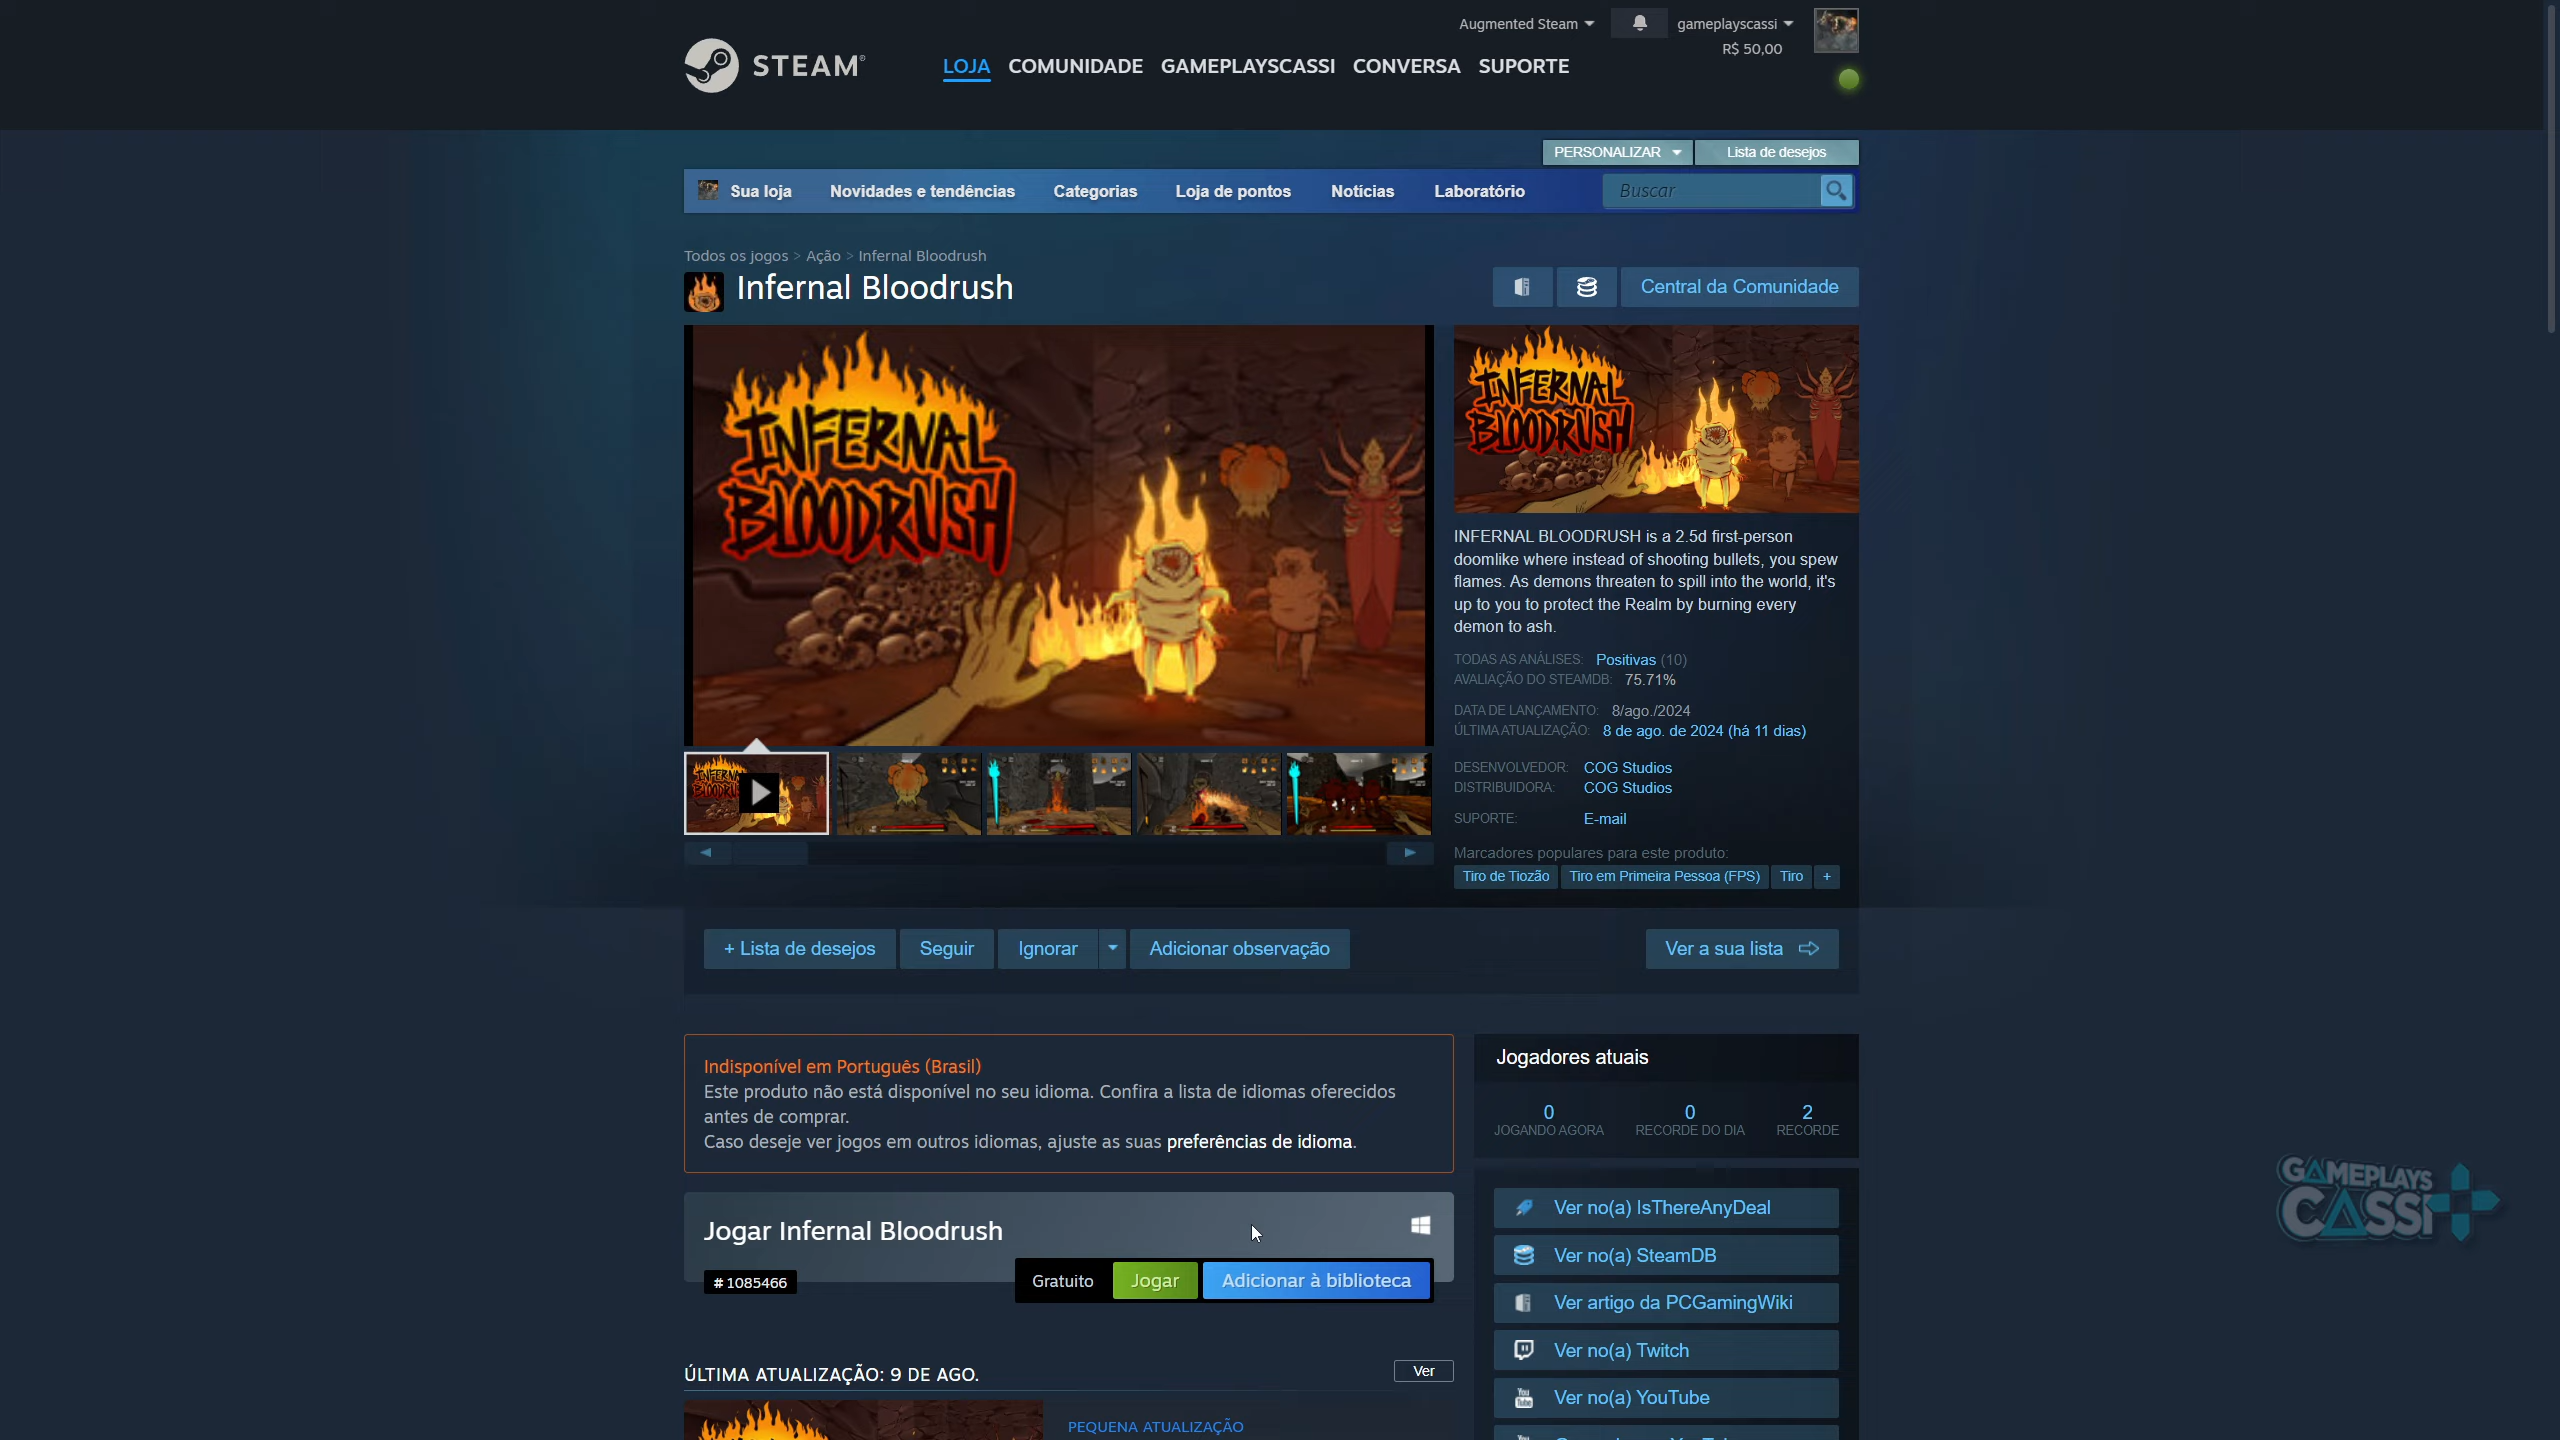 Augmented Steam
gameplayscassi
R$ 50,00
STEAM®
LOJA COMUNIDADE GAMEPLAYSCASSI CONVERSA SUPORTE
PERSONALIZAR
Lista de desejos
Sua loja
Novidades e tendências
Categorias
Loja de pontos
Notícias
Laboratório
Buscar
Todos os jogos > Ação > Infernal Bloodrush
Infernal Bloodrush
Central da Comunidade
INFERNAL
BLOODRUSH
INFERNAL
BLOODRUSH
INFERNAL BLOODRUSH is a 2.5d first-person
doomlike where instead of shooting bullets, you spew
flames. As demons threaten to spill into the world, it's
up to you to protect the Realm by burning every
demon to ash.
TODAS AS ANÁLISES: Positivas (10)
AVALIAÇÃO DO STEAMDB: 75.71%
DATA DE LANÇAMENTO: 8/ago./2024
ÚLTIMA ATUALIZAÇÃO: 8 de ago. de 2024 (há 11 dias)
DESENVOLVEDOR: COG Studios
DISTRIBUIDORA: COG Studios
SUPORTE: E-mail
Marcadores populares para este produto:
Tiro de Tiozão Tiro em Primeira Pessoa (FPS) Tiro +
+ Lista de desejos
Seguir
Ignorar
Adicionar observação
Ver a sua lista
Indisponível em Português (Brasil)
Este produto não está disponível no seu idioma. Confira a lista de idiomas oferecidos
antes de comprar.
Caso deseje ver jogos em outros idiomas, ajuste as suas preferências de idioma.
Jogadores atuais
0 0 2
JOGANDO AGORA RECORDE DO DIA RECORDE
Jogar Infernal Bloodrush
# 1085466
Gratuito
Jogar
Adicionar à biblioteca
Ver no(a) IsThereAnyDeal
Ver no(a) SteamDB
Ver artigo da PCGamingWiki
Ver no(a) Twitch
Ver no(a) YouTube
ÚLTIMA ATUALIZAÇÃO: 9 DE AGO.
Ver
PEQUENA ATUALIZAÇÃO
GAMEPLAYS
CASSI